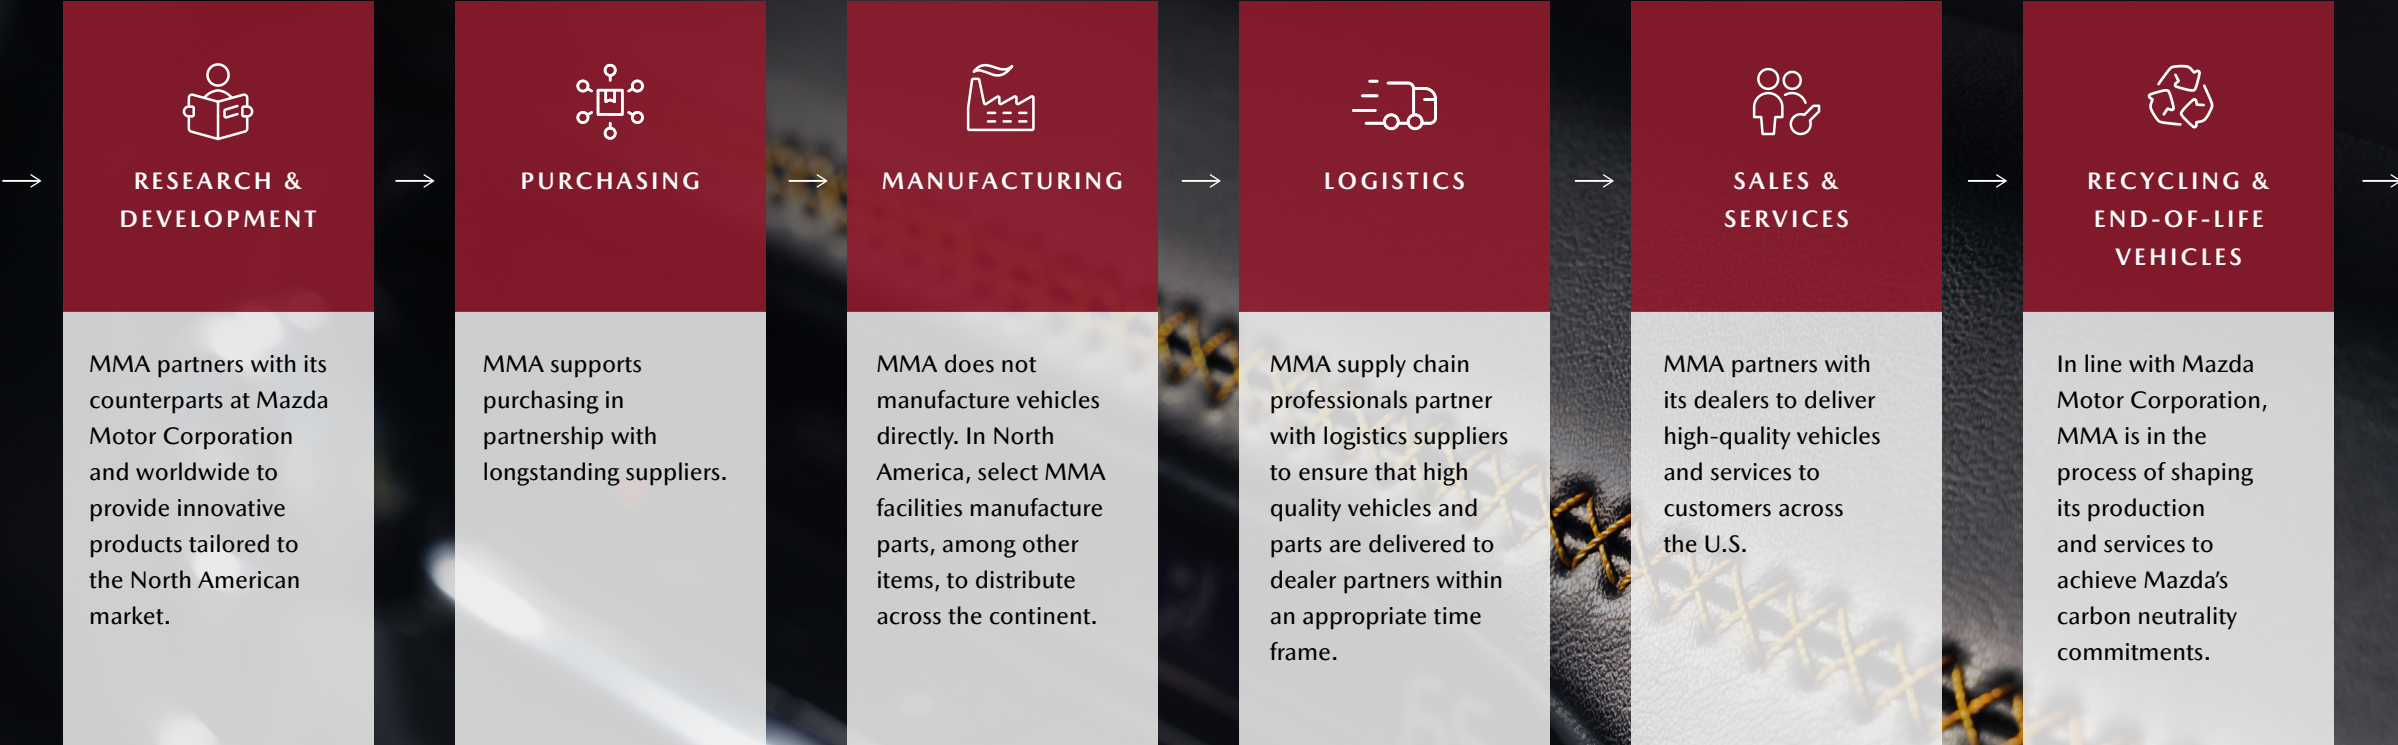 RESEARCH &
DEVELOPMENT
MMA partners with its
counterparts at Mazda
Motor Corporation
and worldwide to
provide innovative
products tailored to
the North American
market.
PURCHASING
MMA supports
purchasing in
partnership with
longstanding suppliers.
MANUFACTURING
MMA does not
manufacture vehicles
directly. In North
America, select MMA
facilities manufacture
parts, among other
items, to distribute
across the continent.
LOGISTICS
MMA supply chain
professionals partner
with logistics suppliers
to ensure that high
quality vehicles and
parts are delivered to
dealer partners within
an appropriate time
frame.
SALES &
SERVICES
MMA partners with
its dealers to deliver
high-quality vehicles
and services to
customers across
the U.S.
RECYCLING &
END-OF-LIFE
VEHICLES
In line with Mazda
Motor Corporation,
MMA is in the
process of shaping
its production
and services to
achieve Mazda’s
carbon neutrality
commitments.